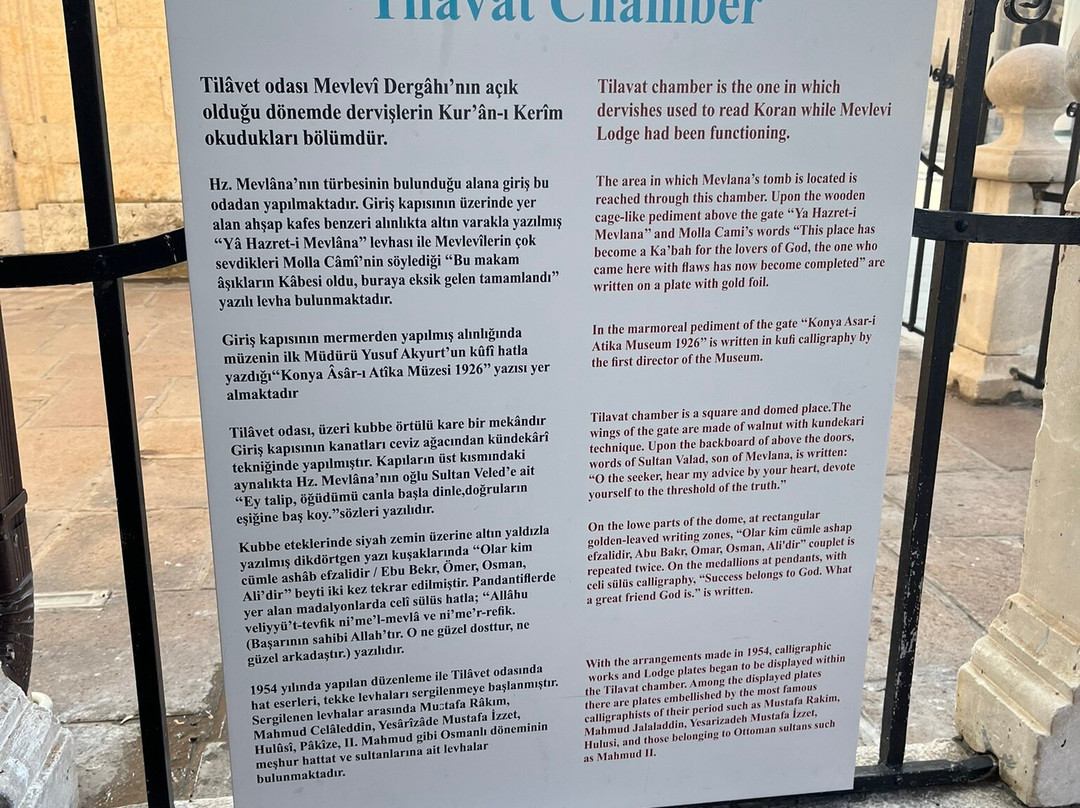 Tilavat Chamber
Tilâvet odası Mevlevî Dergâhı’nın açık
olduğu dönemde dervişlerin Kur’ân-ı Kerîm
okudukları bölümdür.
Hz. Mevlâna’nın türbesinin bulunduğu alana giriş bu
odadan yapılmaktadır. Giriş kapısının üzerinde yer
alan ahşap kafes benzeri alınlıkta altın varakla yazılmış
“Yâ Hazret-i Mevlâna” levhası ile Mevlevîlerin çok
sevdikleri Molla Câmî’nin söylediği “Bu makam
âşıkların Kâbesi oldu, buraya eksik gelen tamamlandı”
yazılı levha bulunmaktadır.
Giriş kapısının mermerden yapılmış alınlığında
müzenin ilk Müdürü Yusuf Akyurt’un kûfî hatla
yazdığı“Konya Âsâr-ı Atîka Müzesi 1926” yazısı yer
almaktadır
Tilâvet odası, üzeri kubbe örtülü kare bir mekândır
Giriş kapısının kanatları ceviz ağacından kündekârî
tekniğinde yapılmıştır. Kapıların üst kısmındaki
aynalıkta Hz. Mevlâna’nın oğlu Sultan Veled’e ait
“Ey talip, öğüdümü canla başla dinle,doğruların
eşiğine baş koy.”sözleri yazılıdır.
Kubbe eteklerinde siyah zemin üzerine altın yaldızla
yazılmış dikdörtgen yazı kuşaklarında “Olar kim
cümle ashâb efzalidir / Ebu Bekr, Ömer, Osman,
Ali’dir” beyti iki kez tekrar edilmiştir. Pandantiflerde
yer alan madalyonlarda celî sülüs hatla; “Allâhu
veliyyü’t-tevfik ni’me’l-mevlâ ve ni’me’r-refik.
(Başarının sahibi Allah’tır. O ne güzel dosttur, ne
güzel arkadaştır.) yazılıdır.
1954 yılında yapılan düzenleme ile Tilâvet odasında
hat eserleri, tekke levhaları sergilenmeye başlanmıştır.
Sergilenen levhalar arasında Mustafa Râkım,
Mahmud Celâleddin, Yesârîzâde Mustafa İzzet,
Hulûsî, Pâkîze, II. Mahmud gibi Osmanlı döneminin
meşhur hattat ve sultanlarına ait levhalar
bulunmaktadır.
Tilavat chamber is the one in which
dervishes used to read Koran while Mevlevi
Lodge had been functioning.
The area in which Mevlana’s tomb is located is
reached through this chamber. Upon the wooden
cage-like pediment above the gate “Ya Hazret-i
Mevlana” and Molla Cami’s words “This place has
become a Ka’bah for the lovers of God, the one who
came here with flaws has now become completed” are
written on a plate with gold foil.
In the marmoreal pediment of the gate “Konya Asar-i
Atika Museum 1926” is written in kufi calligraphy by
the first director of the Museum.
Tilavat chamber is a square and domed place.The
wings of the gate are made of walnut with kundekari
technique. Upon the backboard of above the doors,
words of Sultan Valad, son of Mevlana, is written:
“O the seeker, hear my advice by your heart, devote
yourself to the threshold of the truth.”
On the lowe parts of the dome, at rectangular
golden-leaved writing zones, “Olar kim cümle ashap
efzalidir, Abu Bakr, Omar, Osman, Ali'dir” couplet is
repeated twice. On the medallions at pendants, with
celi sülüs calligraphy, “Success belongs to God. What
a great friend God is.” is written.
With the arrangements made in 1954, calligraphic
works and Lodge plates began to be displayed within
the Tilavat chamber. Among the displayed plates
there are plates embellished by the most famous
calligraphists of their period such as Mustafa Rakim,
Mahmud Jalaladdin, Yesarizadeh Mustafa İzzet,
Hulusi, and those belonging to Ottoman sultans such
as Mahmud II.